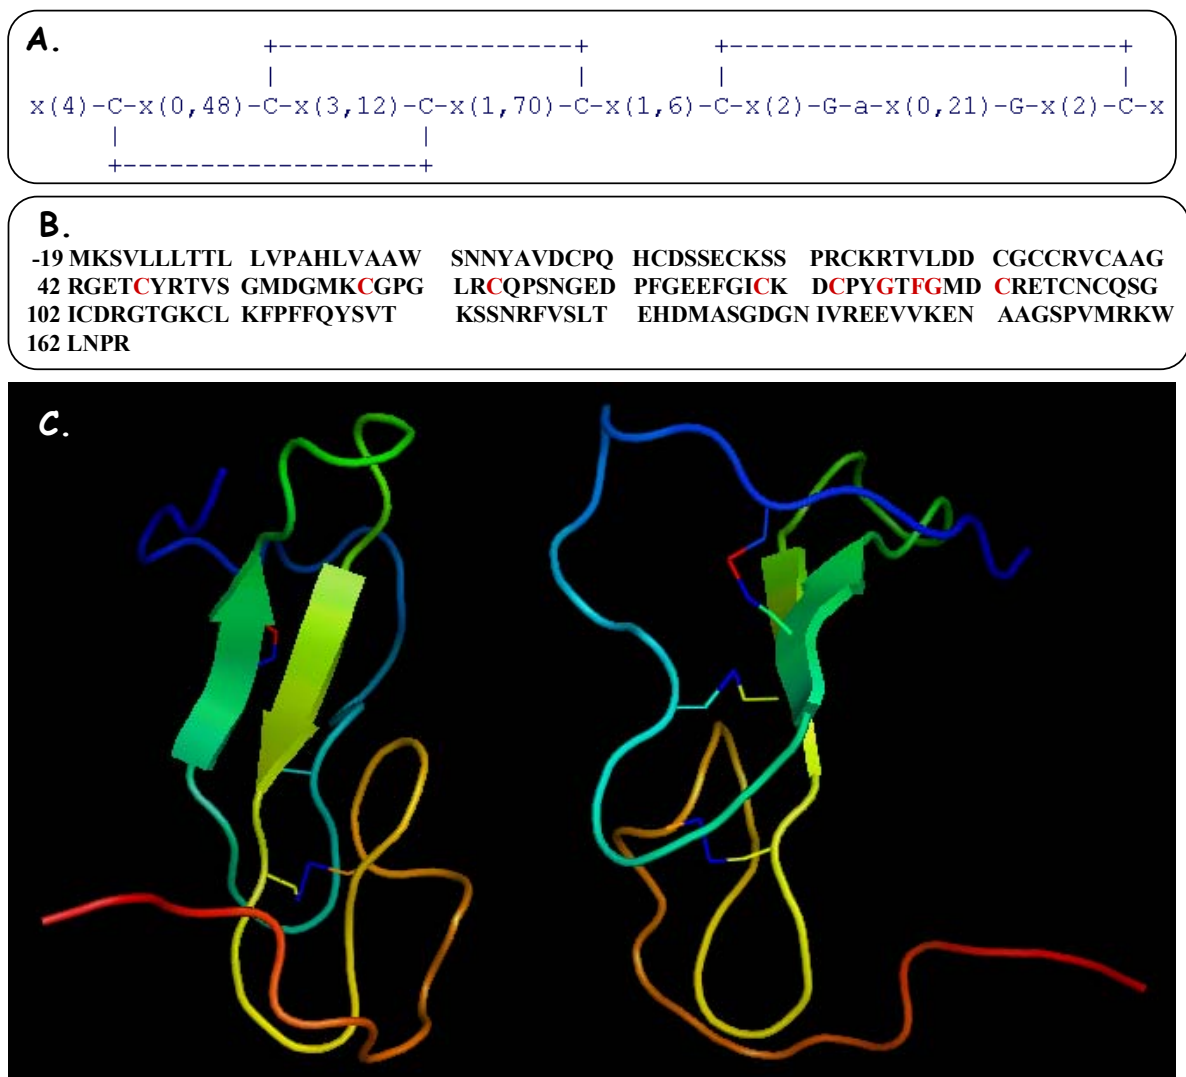 A.
+--------------------+ +--------------------------+
| | | |
x(4)-C-x(0,48)-C-x(3,12)-C-x(1,70)-C-x(1,6)-C-x(2)-G-a-x(0,21)-G-x(2)-C-x
| |
+--------------------+
B.
-19 MKSVLLLTTL LVPAHLVAAW SNNYAVDCPQ HCDSSECKSS PRCKRTVLDD CGCCRVCAAG
42 RGETCYRTVS GMDGMKCGPG LRCQPSNGED PFGEEFGICK DCPYGTFGMD CRETCNCQSG
102 ICDRGTGKCL KFPFFQYSVT KSSNRFVSLT EHDMASGDGN IVREEVVKEN AAGSPVMRKW
162 LNPR
C.